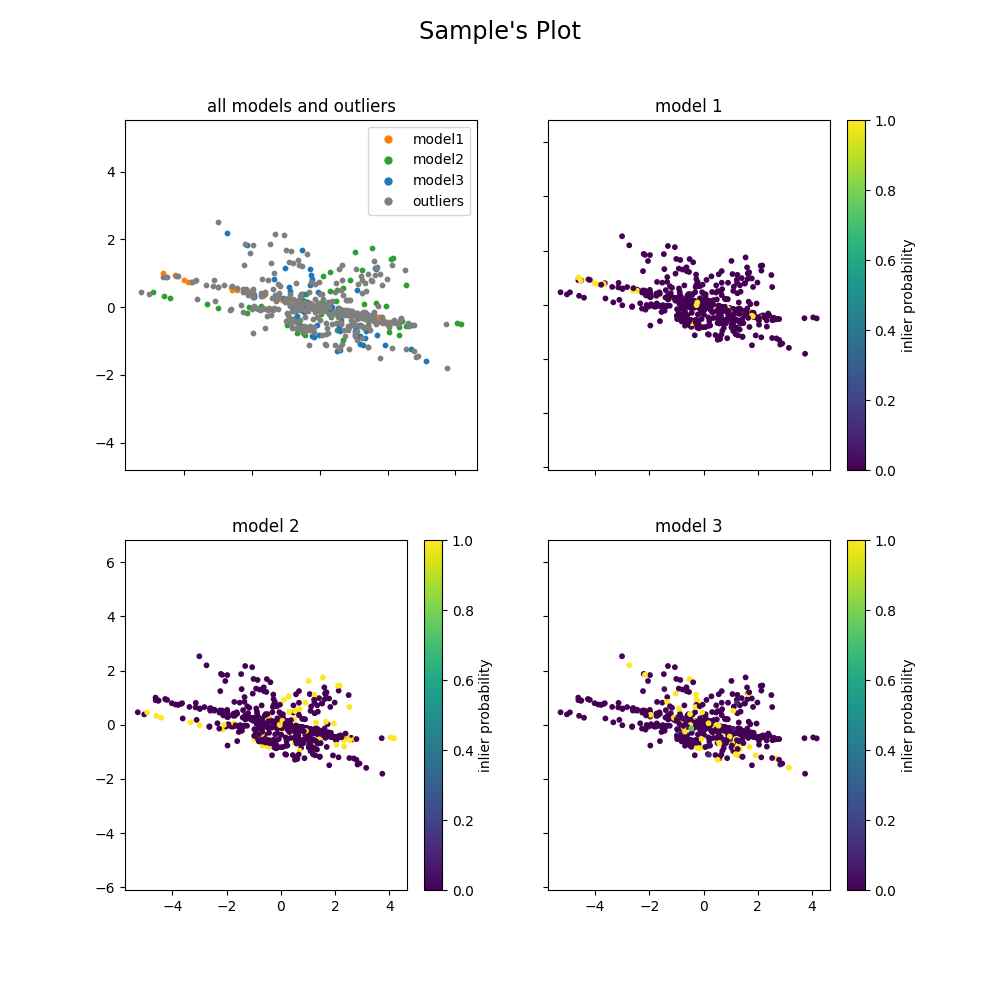 Sample's Plot
all models and outliers
model1
model2
model3
outliers
4
2
0
−2
−4
model 1
1.0
0.8
0.6
0.4
0.2
0.0
inlier probability
model 2
6
4
2
0
−2
−4
−6
−4 −2 0 2 4
1.0
0.8
0.6
0.4
0.2
0.0
inlier probability
model 3
−4 −2 0 2 4
1.0
0.8
0.6
0.4
0.2
0.0
inlier probability